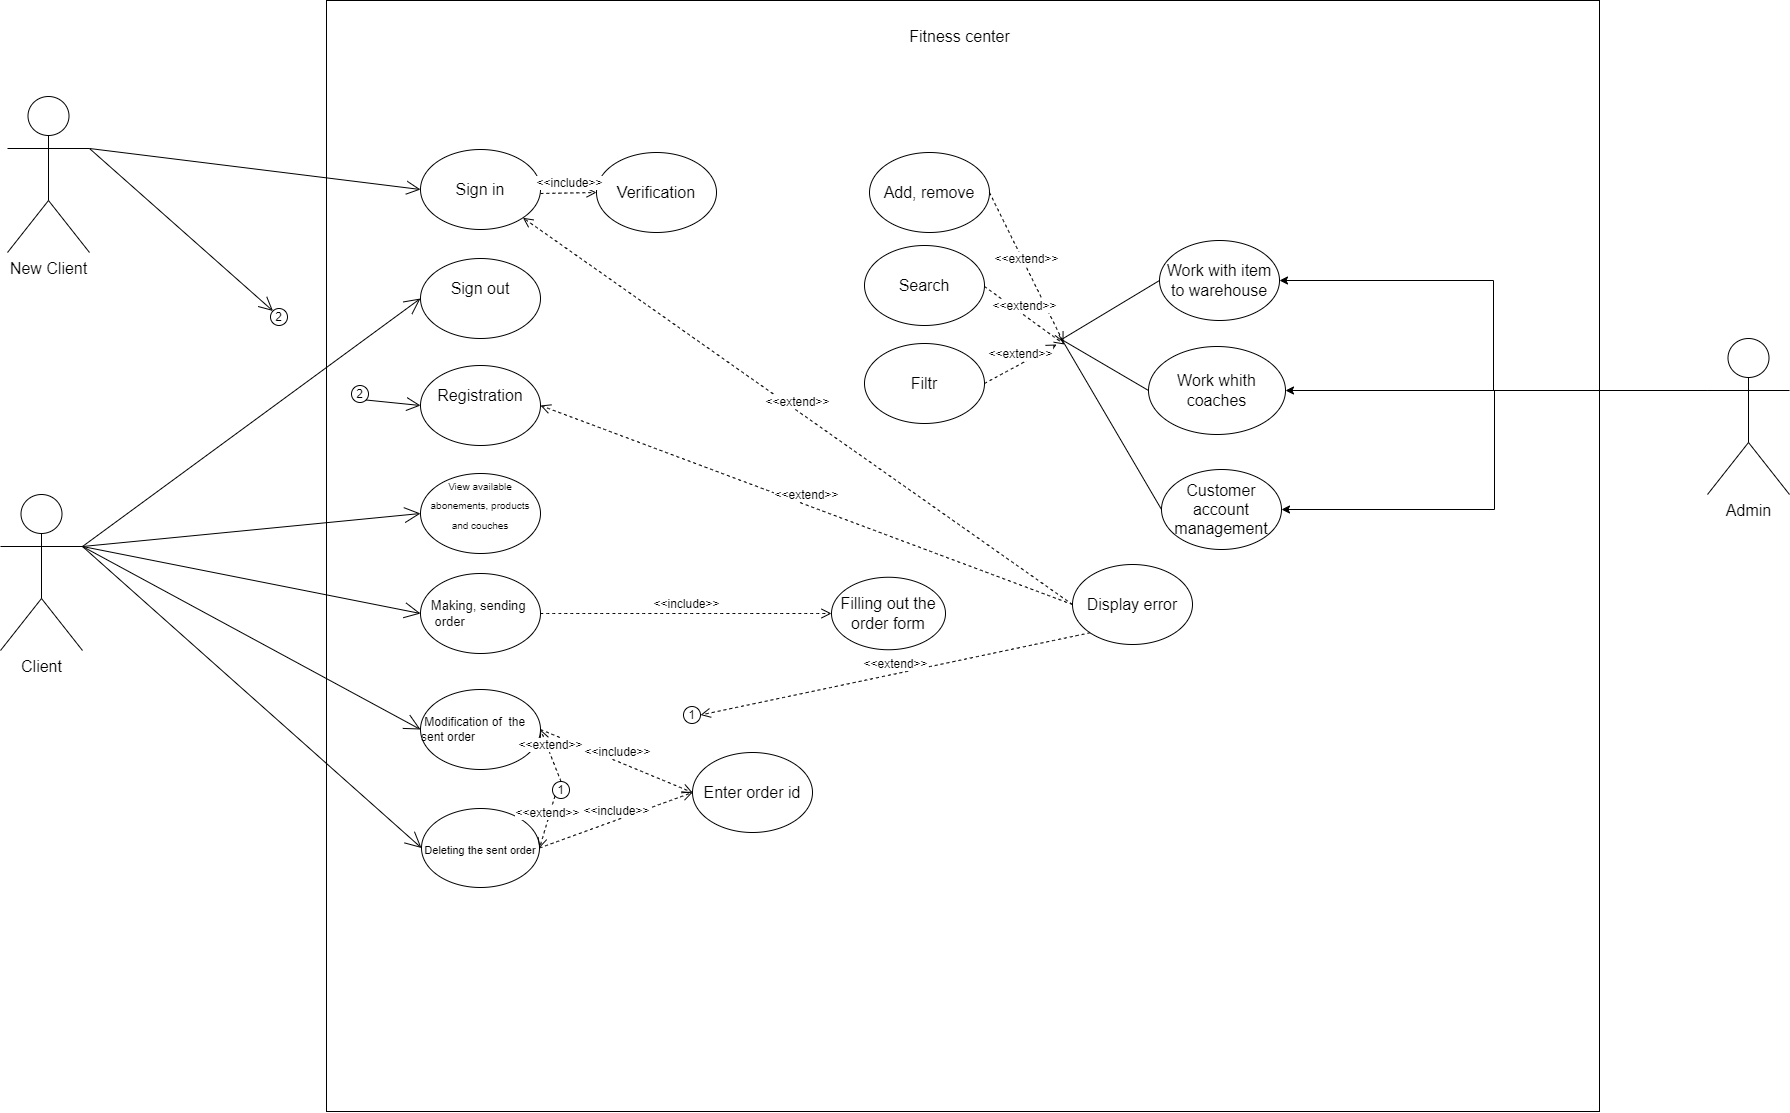 Fitness center
New Client
2
Sign in
<<include>>
Verification
Add, remove
<<extend>>
Search
<<extend>>
Work with item
to warehouse
Sign out
Filtr
<<extend>>
Work whith
coaches
2
Registration
<<extend>>
<<extend>>
Admin
Customer
account
management
View available
abonements, products
and couches
Client
Making, sending
order
<<include>>
Filling out the
order form
Display error
<<extend>>
1
Modification of  the
sent order
<<extend>>
<<include>>
1
Enter order id
<<extend>>
<<include>>
Deleting the sent order